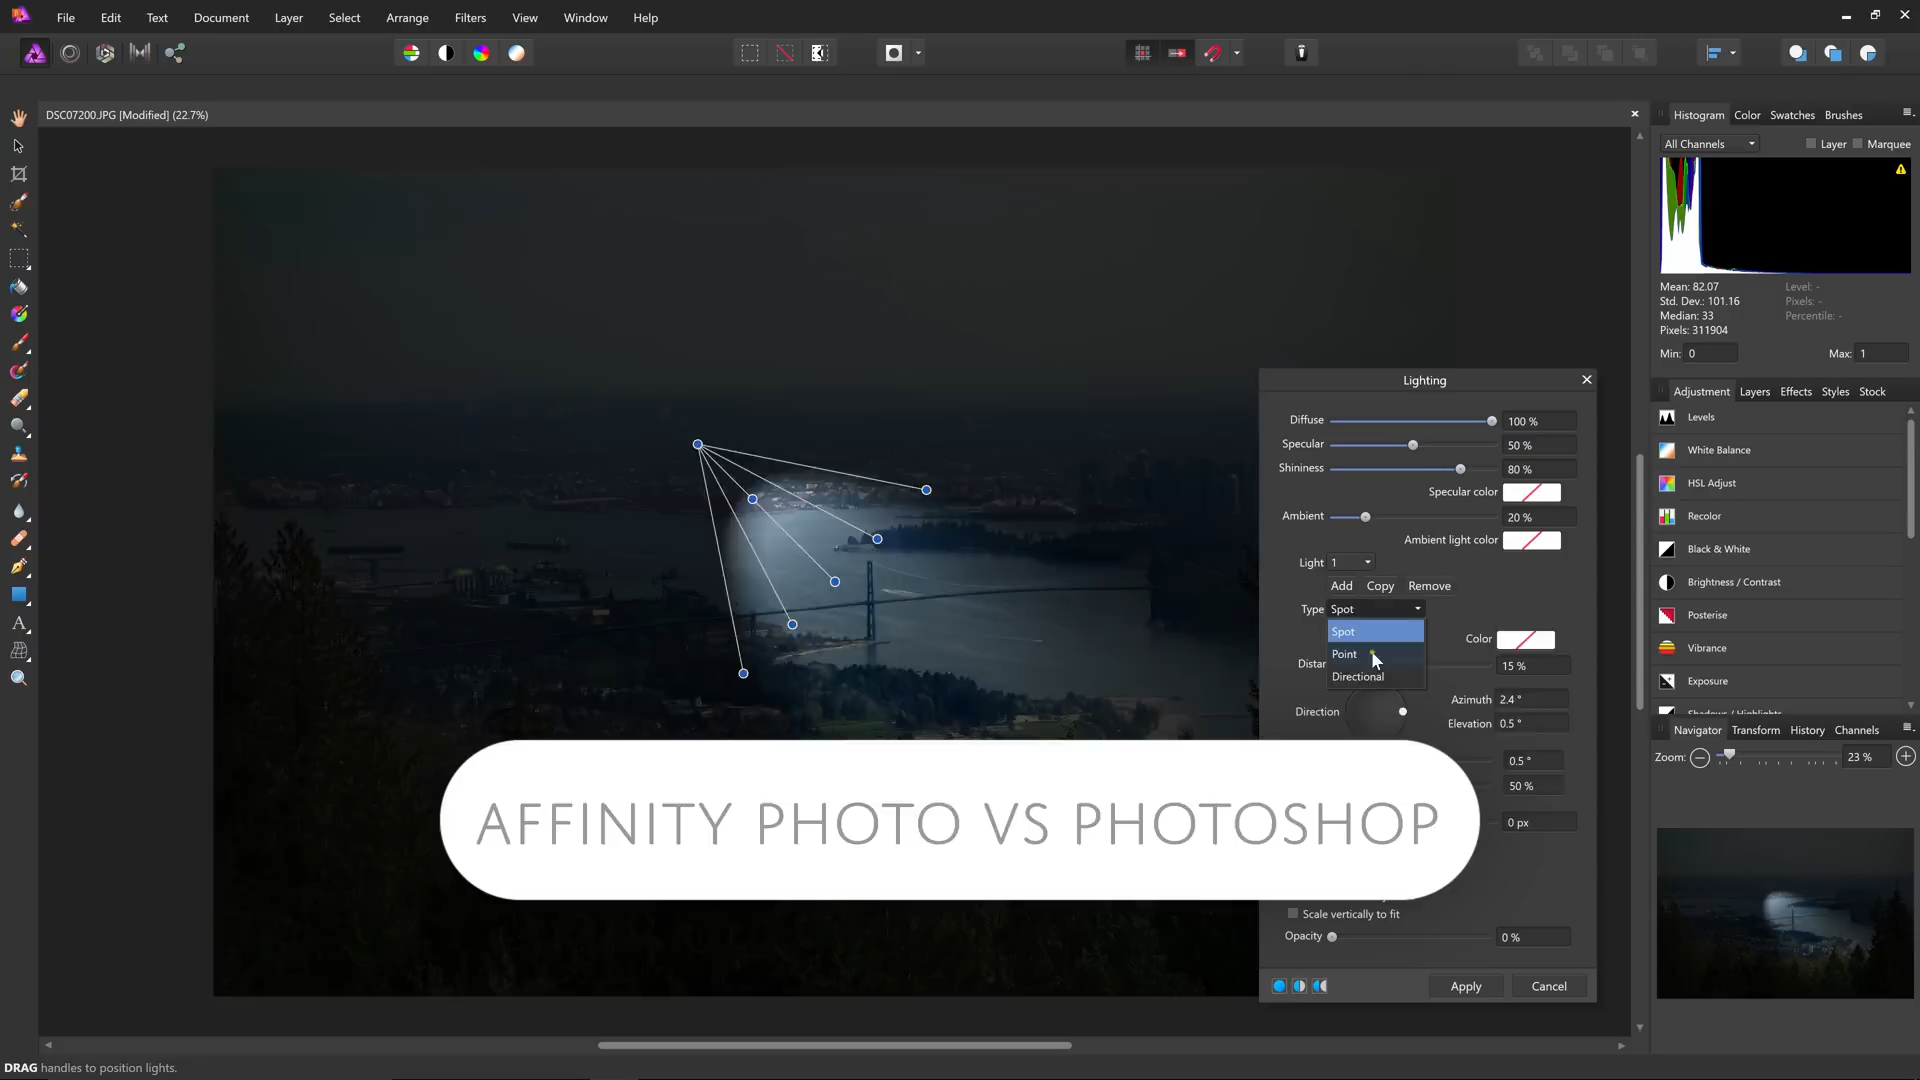 File Edit Text Document Layer Select Arrange Filters View Window Help
DSC07200.JPG [Modified] (22.7%)
Histogram Color Swatches Brushes
All Channels Layer Marquee
Mean: 82.07 Level: -
Std. Dev.: 101.16 Pixels: -
Median: 33 Percentile: -
Pixels: 311904
Min: 0 Max: 1
Lighting
Diffuse 100 %
Specular 50 %
Shininess 80 %
Specular color
Ambient 20 %
Ambient light color
Light 1
Add Copy Remove
Type Spot
Spot
Point
Directional
Color
Distan 15 %
Direction Azimuth 2.4 °
Elevation 0.5 °
0.5 °
50 %
0 px
Scale vertically to fit
Opacity 0 %
Apply Cancel
Adjustment Layers Effects Styles Stock
Levels
White Balance
HSL Adjust
Recolor
Black & White
Brightness / Contrast
Posterise
Vibrance
Exposure
Shadows / Highlights
Navigator Transform History Channels
Zoom: 23 %
AFFINITY PHOTO VS PHOTOSHOP
DRAG handles to position lights.